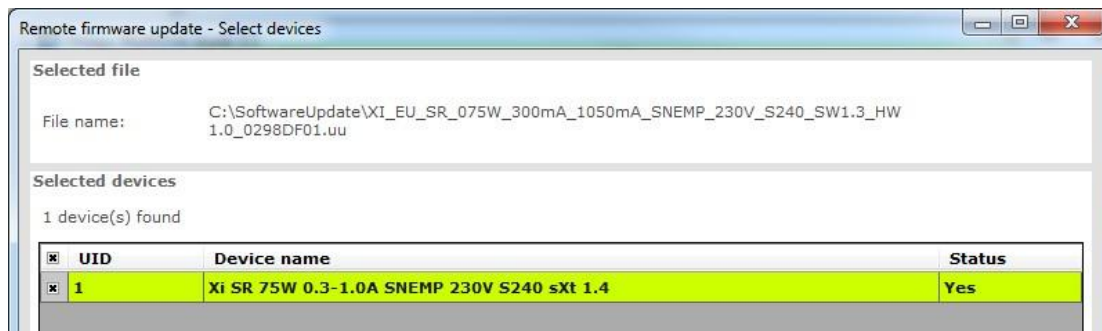 Remote firmware update - Select devices
Selected file
File name:
C:\SoftwareUpdate\XI_EU_SR_075W_300mA_1050mA_SNEMP_230V_S240_SW1.3_HW
1.0_0298DF01.uu
Selected devices
1 device(s) found
UID Device name Status
1 Xi SR 75W 0.3-1.0A SNEMP 230V S240 sXt 1.4 Yes